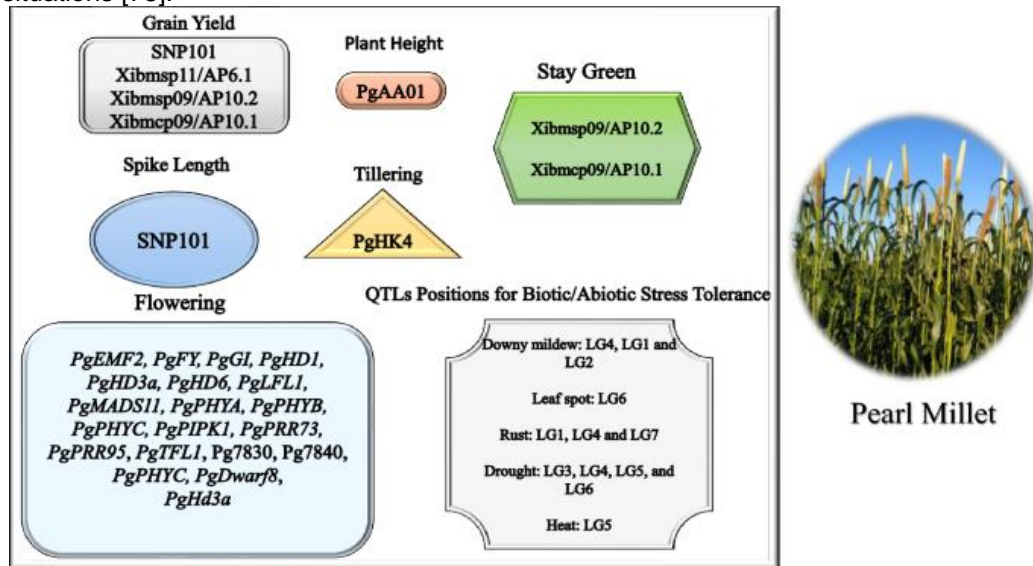 Grain Yield
SNP101
Xibmsp11/AP6.1
Xibmsp09/AP10.2
Xibmcp09/AP10.1
Plant Height
PgAA01
Stay Green
Xibmsp09/AP10.2
Xibmcp09/AP10.1
Spike Length
SNP101
Tillering
PgHK4
Flowering
PgEMF2, PgFY, PgGI, PgHD1,
PgHD3a, PgHD6, PgLFL1,
PgMADS11, PgPHYA, PgPHYB,
PgPHYC, PgPIPK1, PgPRR73,
PgPRR95, PgTFL1, Pg7830, Pg7840,
PgPHYC, PgDwarf8,
PgHd3a
QTLs Positions for Biotic/Abiotic Stress Tolerance
Downy mildew: LG4, LG1 and
LG2
Leaf spot: LG6
Rust: LG1, LG4 and LG7
Drought: LG3, LG4, LG5, and
LG6
Heat: LG5
Pearl Millet